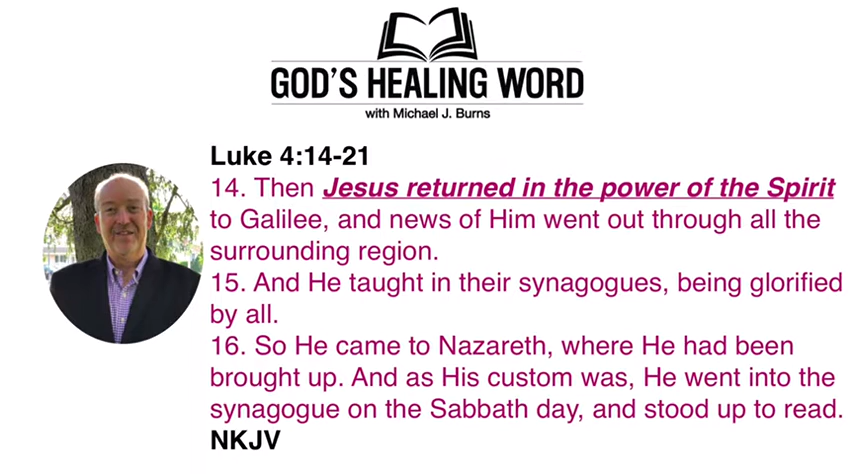 GOD'S HEALING WORD
with Michael J. Burns
Luke 4:14-21
14. Then Jesus returned in the power of the Spirit
to Galilee, and news of Him went out through all the
surrounding region.
15. And He taught in their synagogues, being glorified
by all.
16. So He came to Nazareth, where He had been
brought up. And as His custom was, He went into the
synagogue on the Sabbath day, and stood up to read.
NKJV